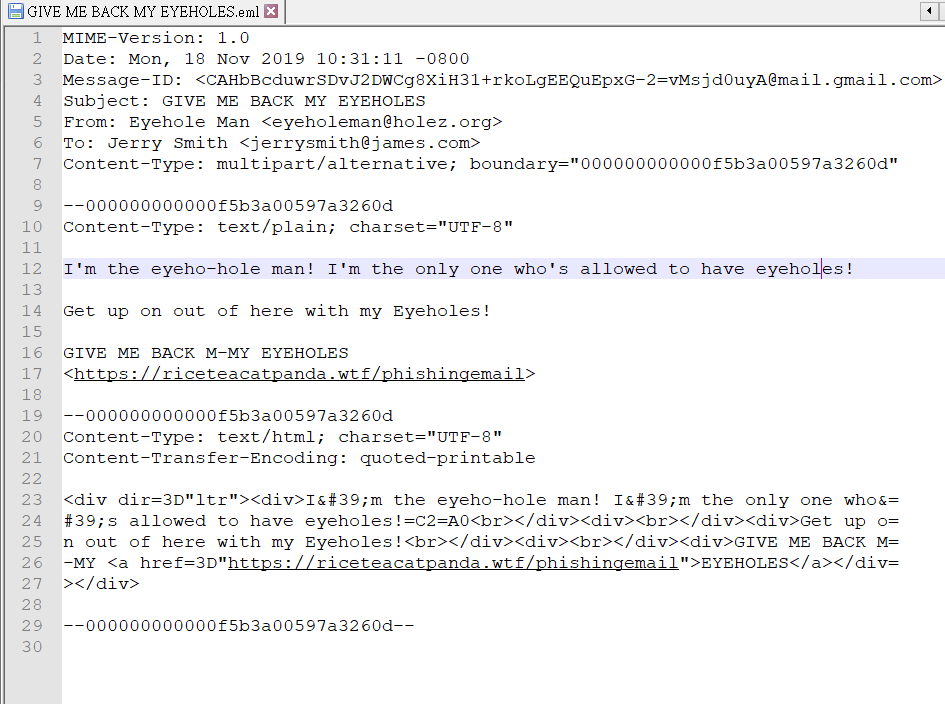 GIVE ME BACK MY EYEHOLES.eml
1 MIME-Version: 1.0
2 Date: Mon, 18 Nov 2019 10:31:11 -0800
3 Message-ID: <CAHbBcduwrSDvJ2DWCg8XiH31+rkoLgEEQuEpxG-2=vMsjd0uyA@mail.gmail.com>
4 Subject: GIVE ME BACK MY EYEHOLES
5 From: Eyehole Man <eyeholeman@holez.org>
6 To: Jerry Smith <jerrysmith@james.com>
7 Content-Type: multipart/alternative; boundary="000000000000f5b3a00597a3260d"
8
9 --000000000000f5b3a00597a3260d
10 Content-Type: text/plain; charset="UTF-8"
11
12 I'm the eyeho-hole man! I'm the only one who's allowed to have eyeholes!
13
14 Get up on out of here with my Eyeholes!
15
16 GIVE ME BACK M-MY EYEHOLES
17 <https://riceteacatpanda.wtf/phishingemail>
18
19 --000000000000f5b3a00597a3260d
20 Content-Type: text/html; charset="UTF-8"
21 Content-Transfer-Encoding: quoted-printable
22
23 <div dir=3D"ltr"><div>I&#39;m the eyeho-hole man! I&#39;m the only one who&=
24 #39;s allowed to have eyeholes!=C2=A0<br></div><div><br></div><div>Get up o=
25 n out of here with my Eyeholes!<br></div><div><br></div><div>GIVE ME BACK M=
26 -MY <a href=3D"https://riceteacatpanda.wtf/phishingemail">EYEHOLES</a></div=
27 ></div>
28
29 --000000000000f5b3a00597a3260d--
30